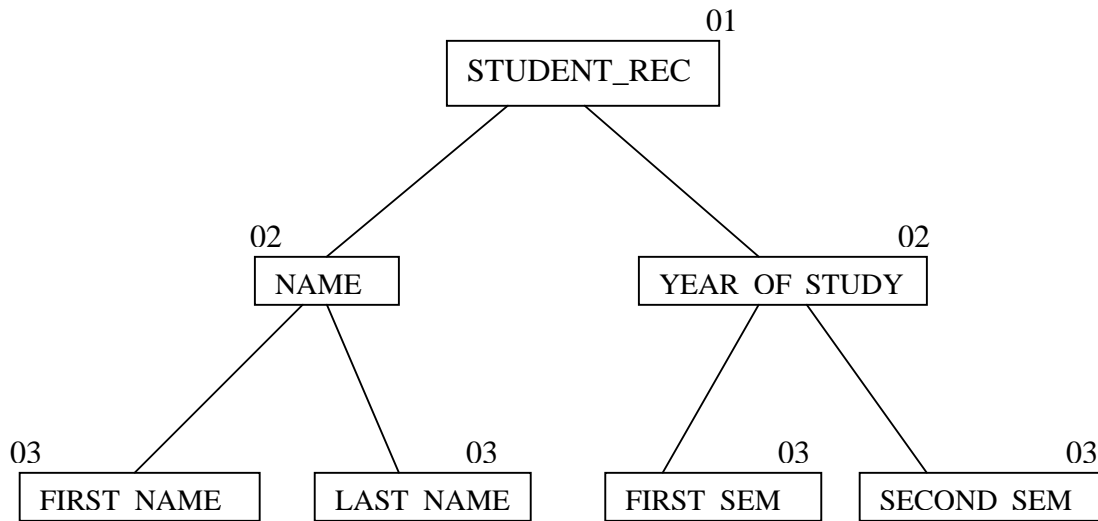 01
STUDENT_REC
02 02
NAME YEAR OF STUDY
03 03 03 03
FIRST NAME LAST NAME FIRST SEM SECOND SEM